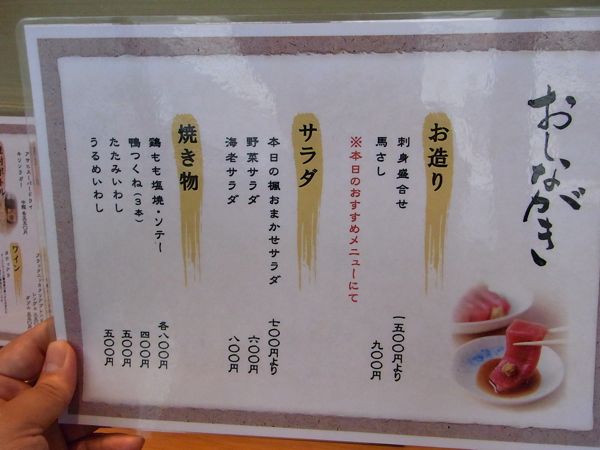 おしながき
お造り
刺身盛合せ 一五〇〇円より
馬さし 九〇〇円
※本日のおすすめメニューにて
サラダ
本日の楓おまかせサラダ 七〇〇円より
野菜サラダ 六〇〇円
海老サラダ 八〇〇円
焼き物
鶏もも塩焼・ソテー 各八〇〇円
鴨つくね(3本) 四〇〇円
たたみいわし 五〇〇円
うるめいわし 五〇〇円
キリンラガー
ワイン